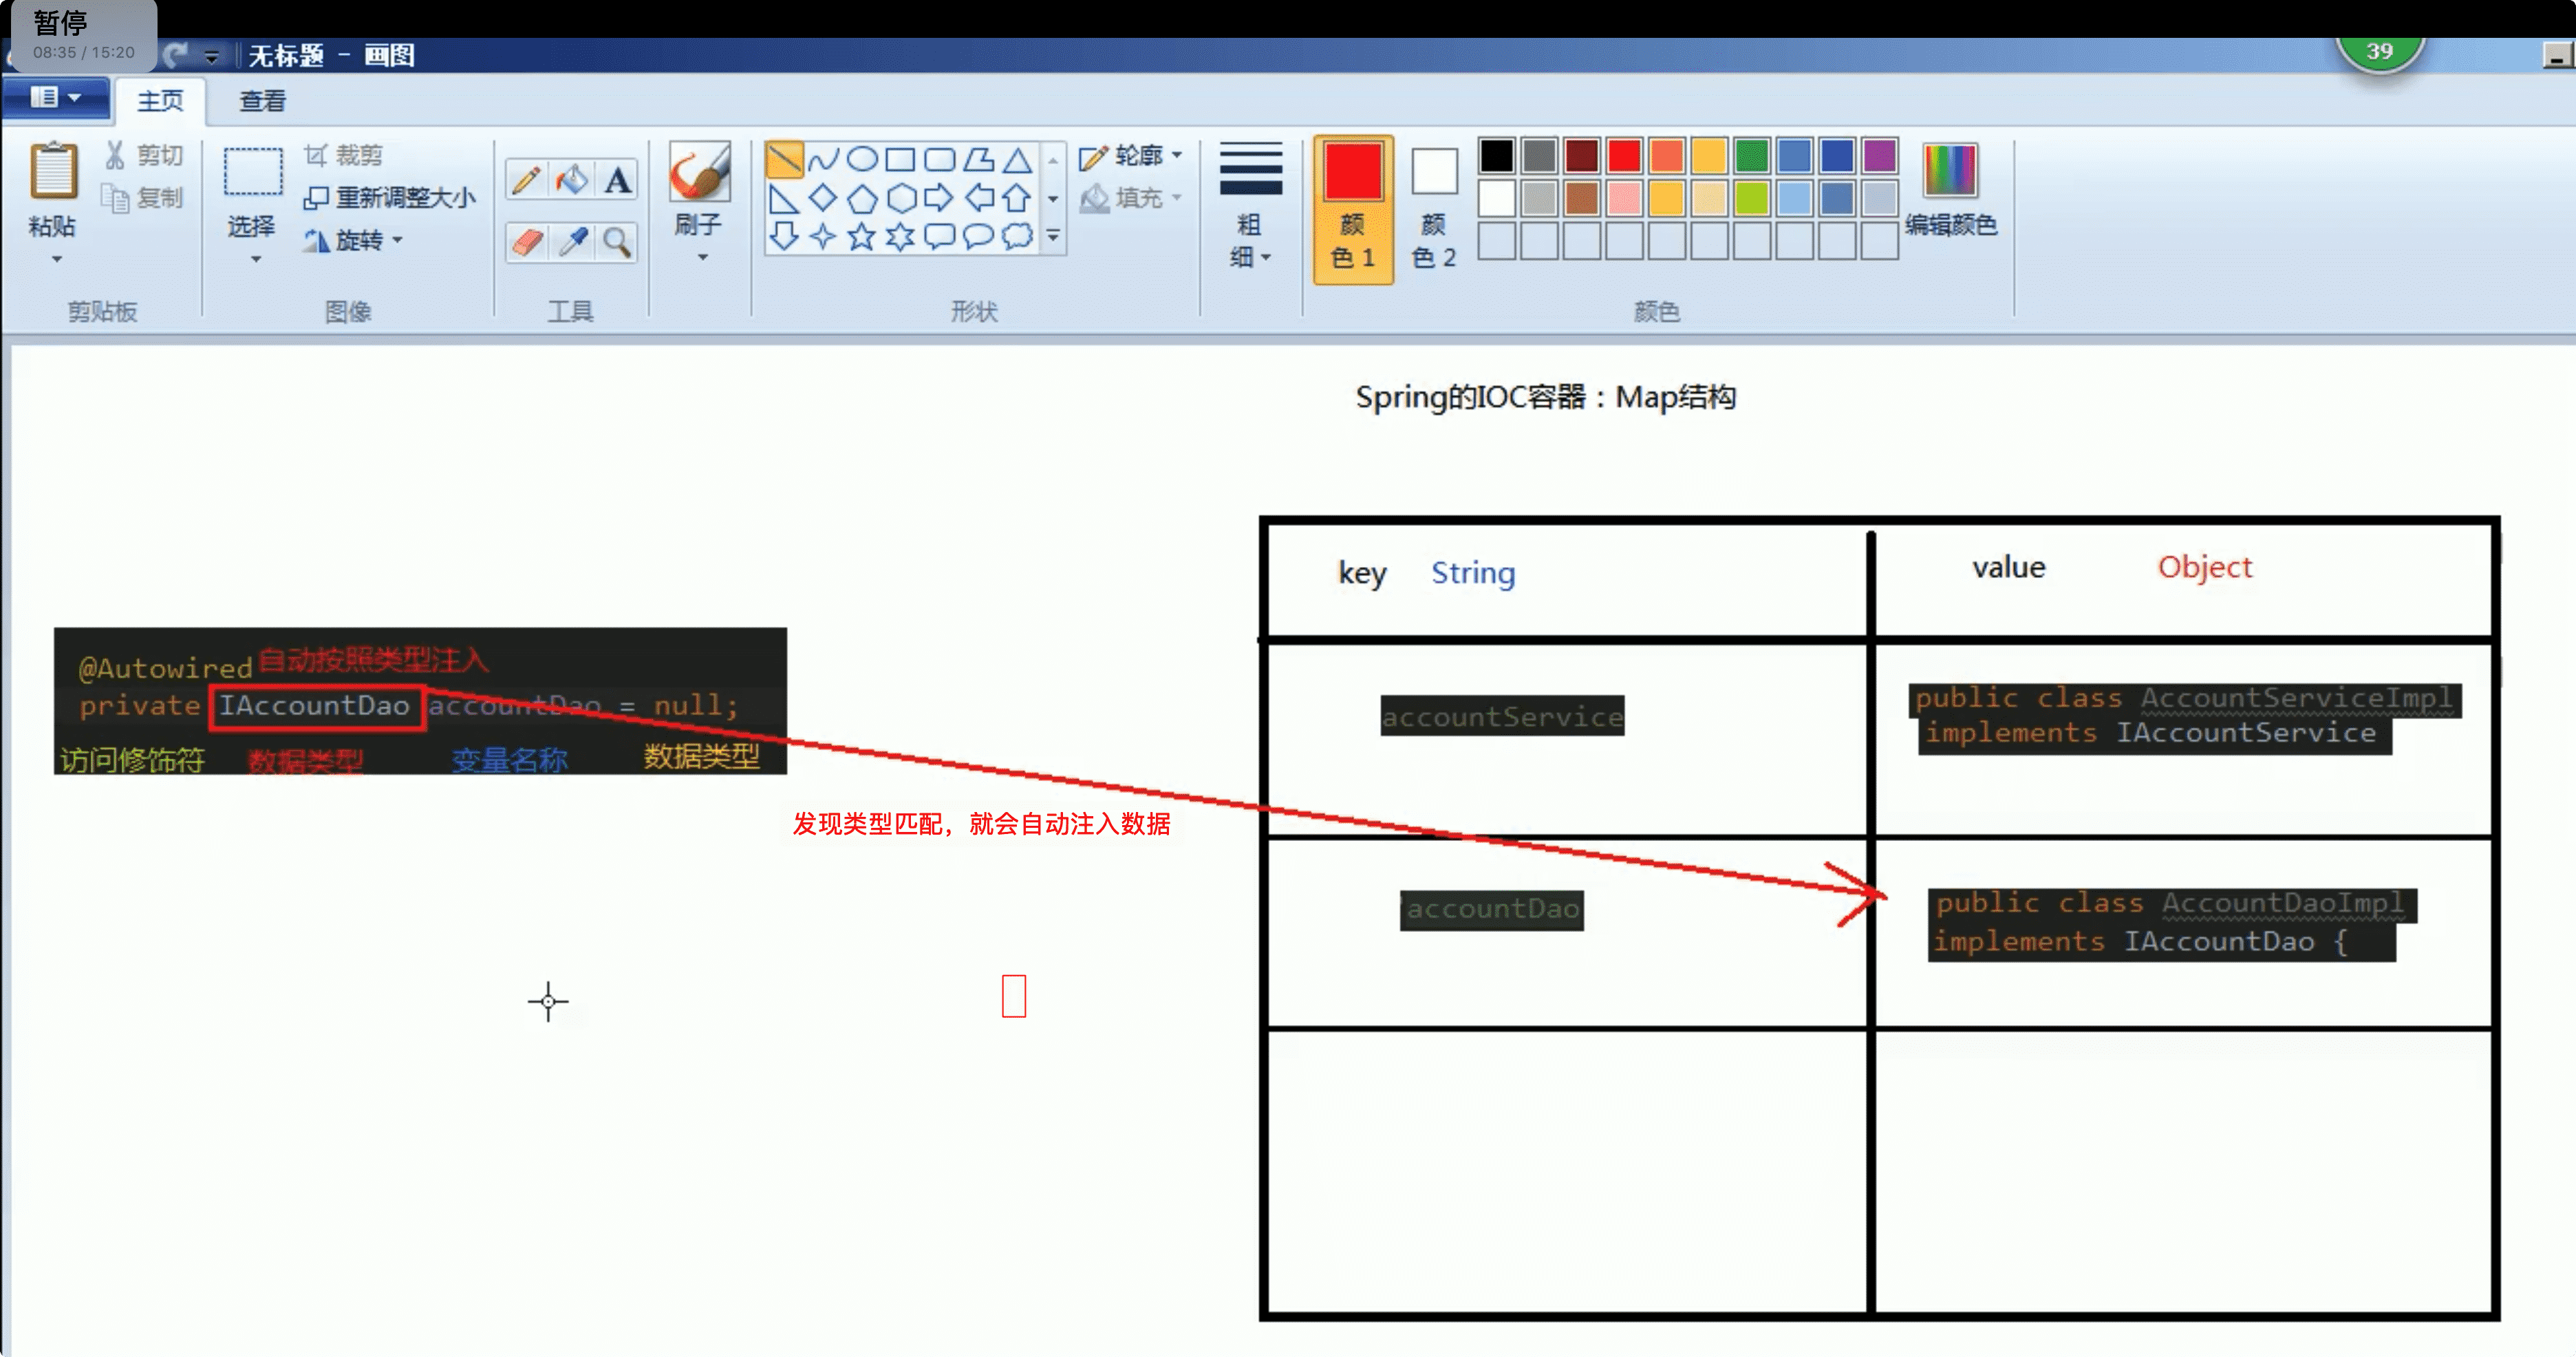 暂停
08:35 / 15:20
无标题 - 画图
39
主页 查看
粘贴
剪切
复制
剪贴板
选择
裁剪
重新调整大小
旋转
图像
A
工具
刷子
形状
轮廓
填充
粗
细
颜
色 1
颜
色 2
颜色
编辑颜色
Spring的IOC容器：Map结构
@Autowired 自动按照类型注入
private IAccountDao accountDao = null;
访问修饰符 数据类型 变量名称 数据类型
发现类型匹配，就会自动注入数据
key String value Object
accountService
public class AccountServiceImpl
implements IAccountService
accountDao
public class AccountDaoImpl
implements IAccountDao {